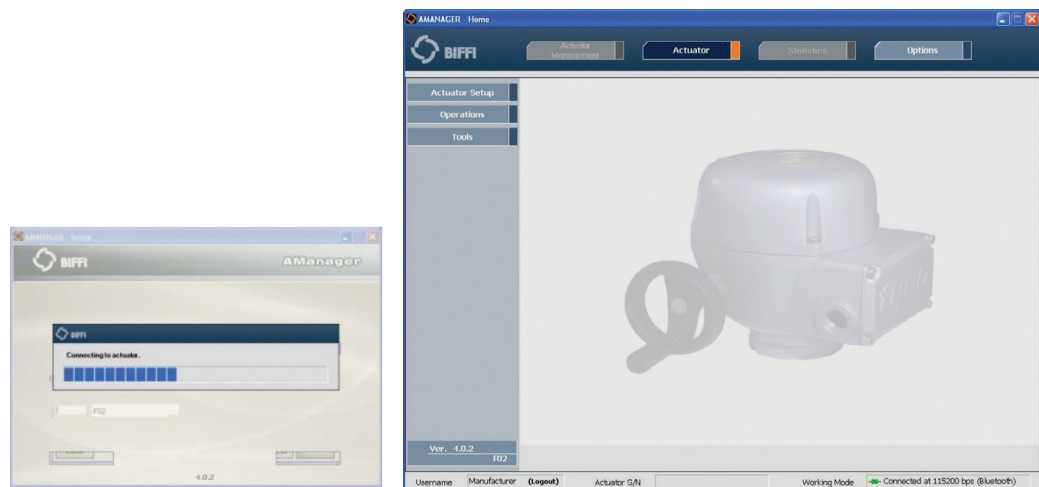 AMANAGER - Setup
BIFFI
AManager
BIFFI
Connecting to actuator.
F02
4.0.2
AMANAGER - Home
BIFFI
Actuator
Management
Actuator
Statistics
Options
Actuator Setup
Operations
Tools
Ver. 4.0.2
F02
Username Manufacturer (Logout) Actuator S/N Working Mode Connected at 115200 bps (Bluetooth)